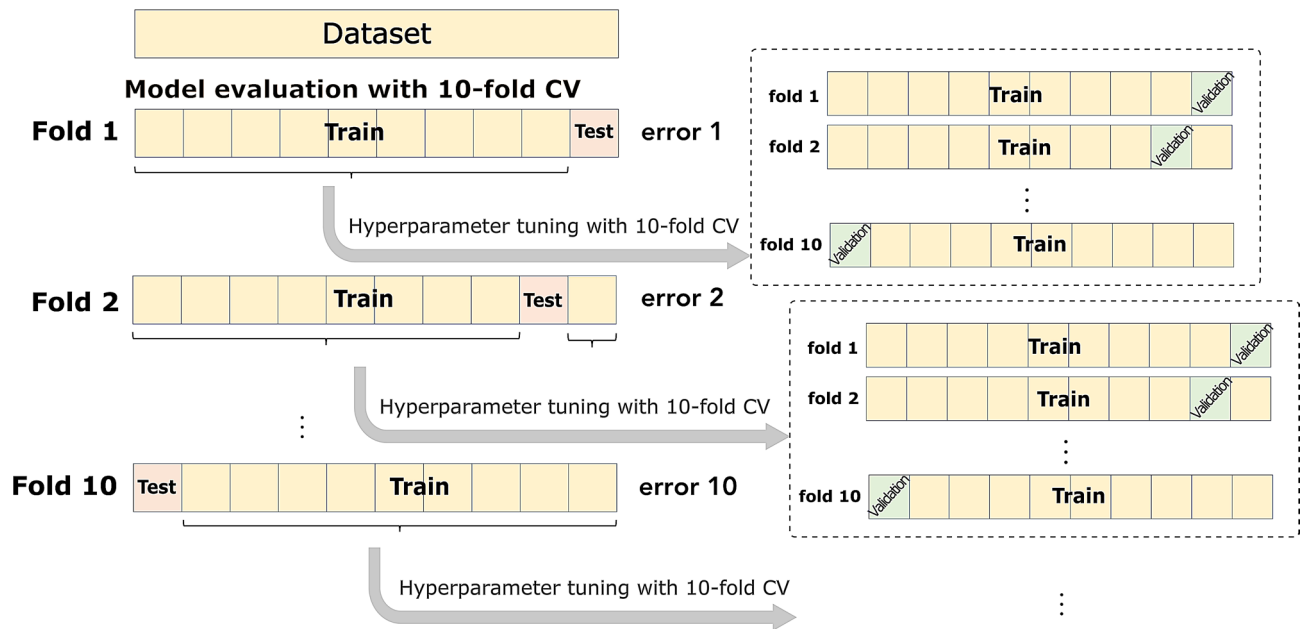 Dataset
Model evaluation with 10-fold CV
Fold 1
Train
Test
error 1
Hyperparameter tuning with 10-fold CV
fold 1
Train
Validation
fold 2
Train
Validation
⋮
fold 10
Validation
Train
Fold 2
Train
Test
error 2
Hyperparameter tuning with 10-fold CV
fold 1
Train
Validation
fold 2
Train
Validation
⋮
fold 10
Validation
Train
⋮
Fold 10
Test
Train
error 10
Hyperparameter tuning with 10-fold CV
⋮